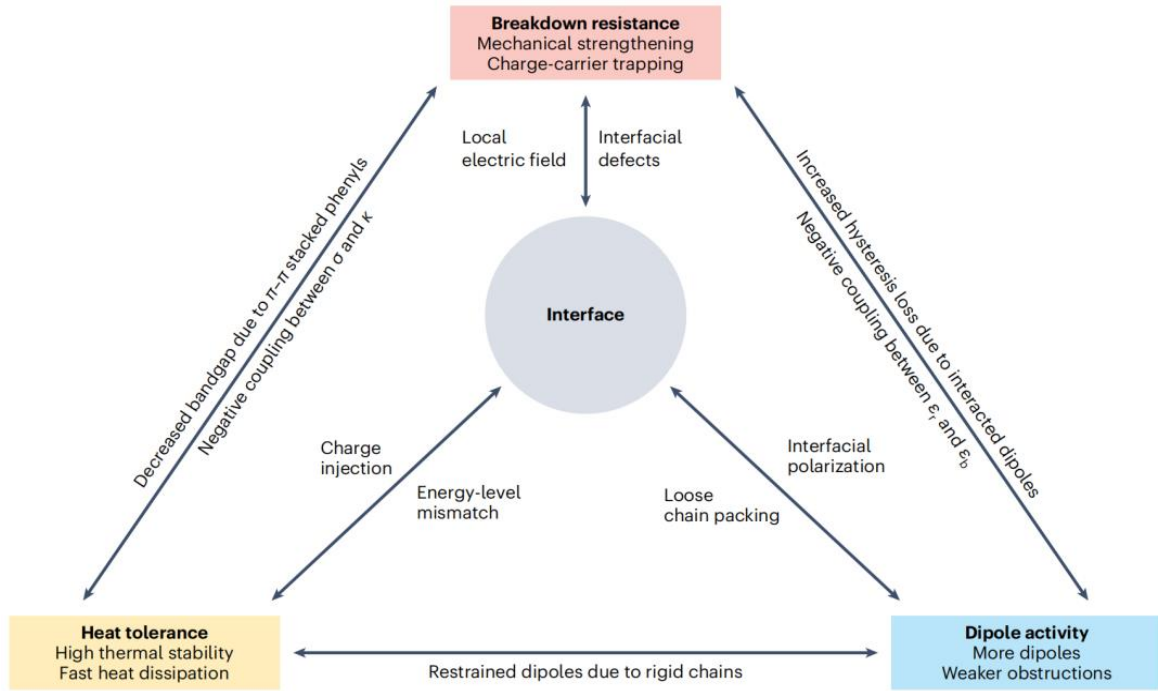 Breakdown resistance
Mechanical strengthening
Charge-carrier trapping
Local
electric field
Interfacial
defects
Decreased bandgap due to π–π stacked phenyls
Negative coupling between σ and κ
Increased hysteresis loss due to interacted dipoles
Negative coupling between εr and εb
Interface
Charge
injection
Energy-level
mismatch
Interfacial
polarization
Loose
chain packing
Heat tolerance
High thermal stability
Fast heat dissipation
Restrained dipoles due to rigid chains
Dipole activity
More dipoles
Weaker obstructions